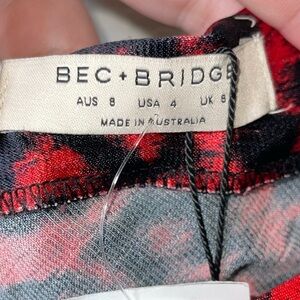 BEC+BRIDGE
AUS 8 USA 4 UK 8
MADE IN AUSTRALIA